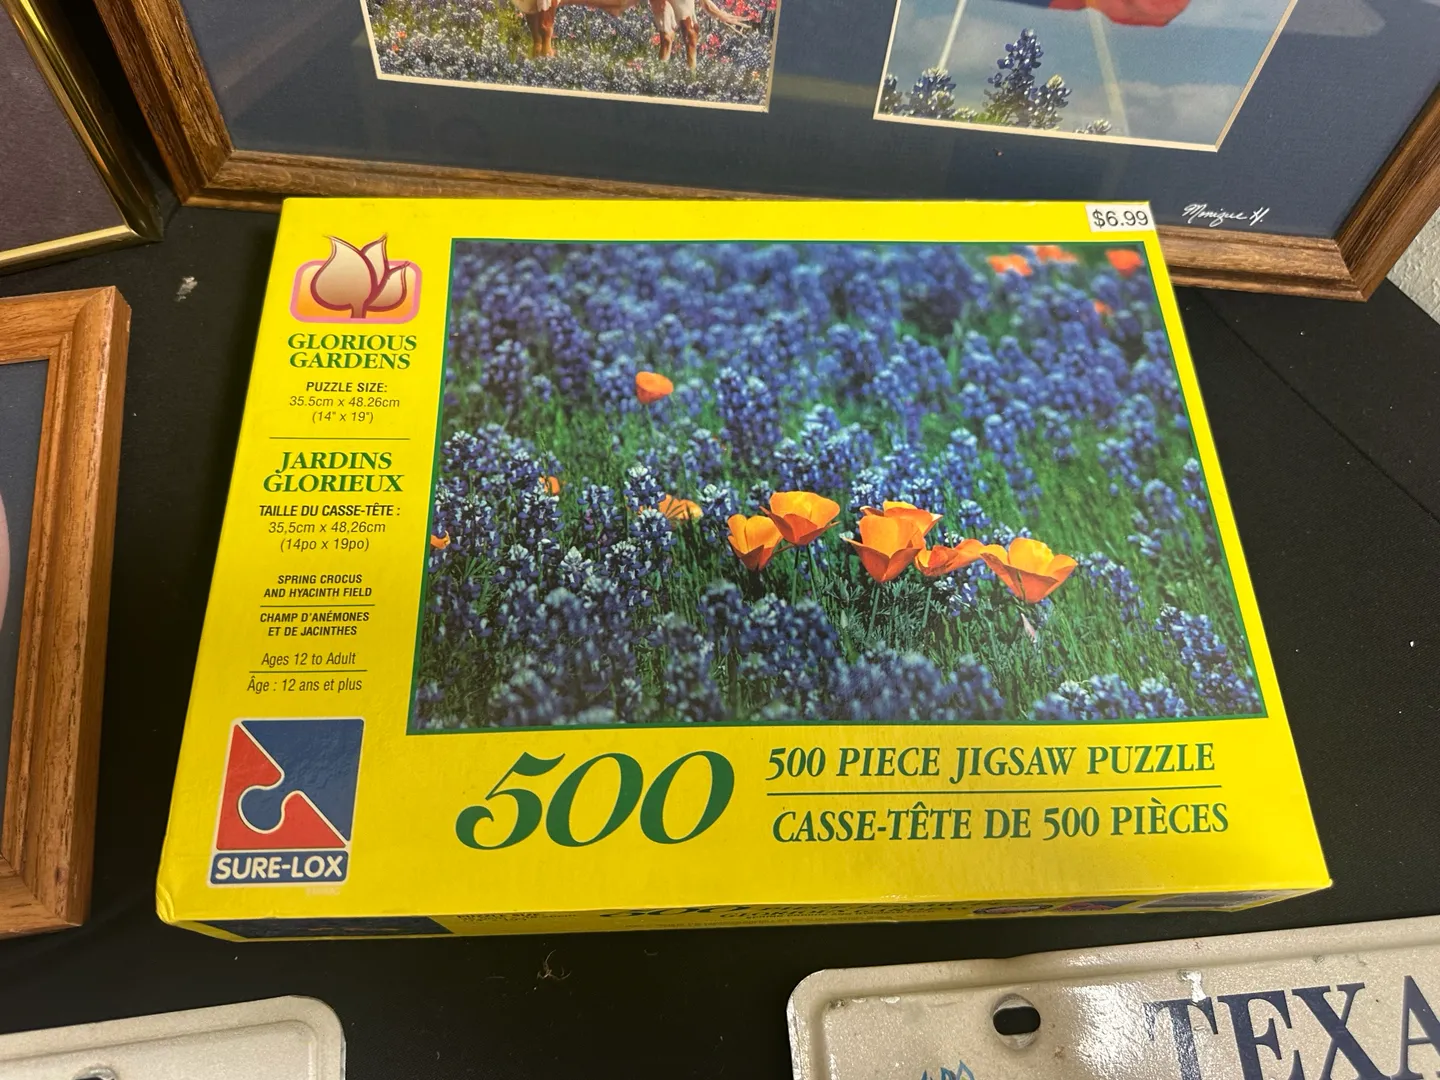 Monique H.
$6.99
GLORIOUS
GARDENS
PUZZLE SIZE:
35.5cm x 48.26cm
(14" x 19")
JARDINS
GLORIEUX
TAILLE DU CASSE-TÊTE :
35,5cm x 48,26cm
(14po x 19po)
SPRING CROCUS
AND HYACINTH FIELD
CHAMP D'ANÉMONES
ET DE JACINTHES
Ages 12 to Adult
Âge : 12 ans et plus
SURE-LOX
500
500 PIECE JIGSAW PUZZLE
CASSE-TÊTE DE 500 PIÈCES
TEXA